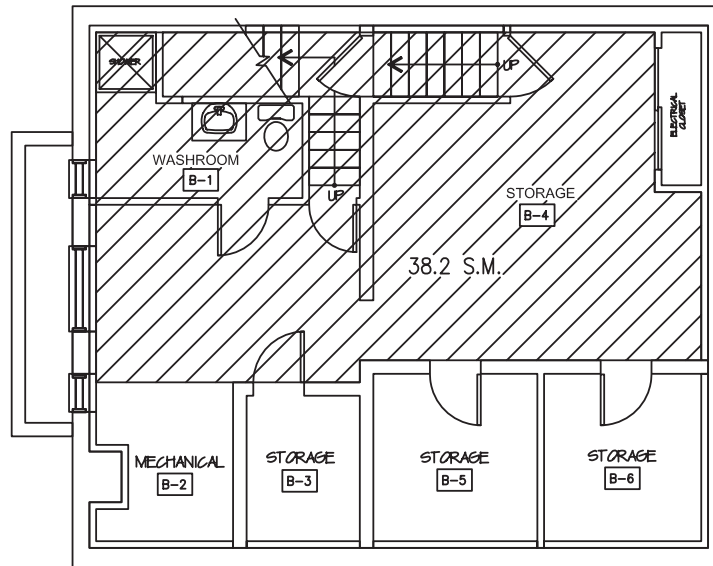 SHOWER
UP
ELECTRICAL
CLOSET
WASHROOM
B-1
UP
STORAGE
B-4
38.2 S.M.
MECHANICAL
B-2
STORAGE
B-3
STORAGE
B-5
STORAGE
B-6